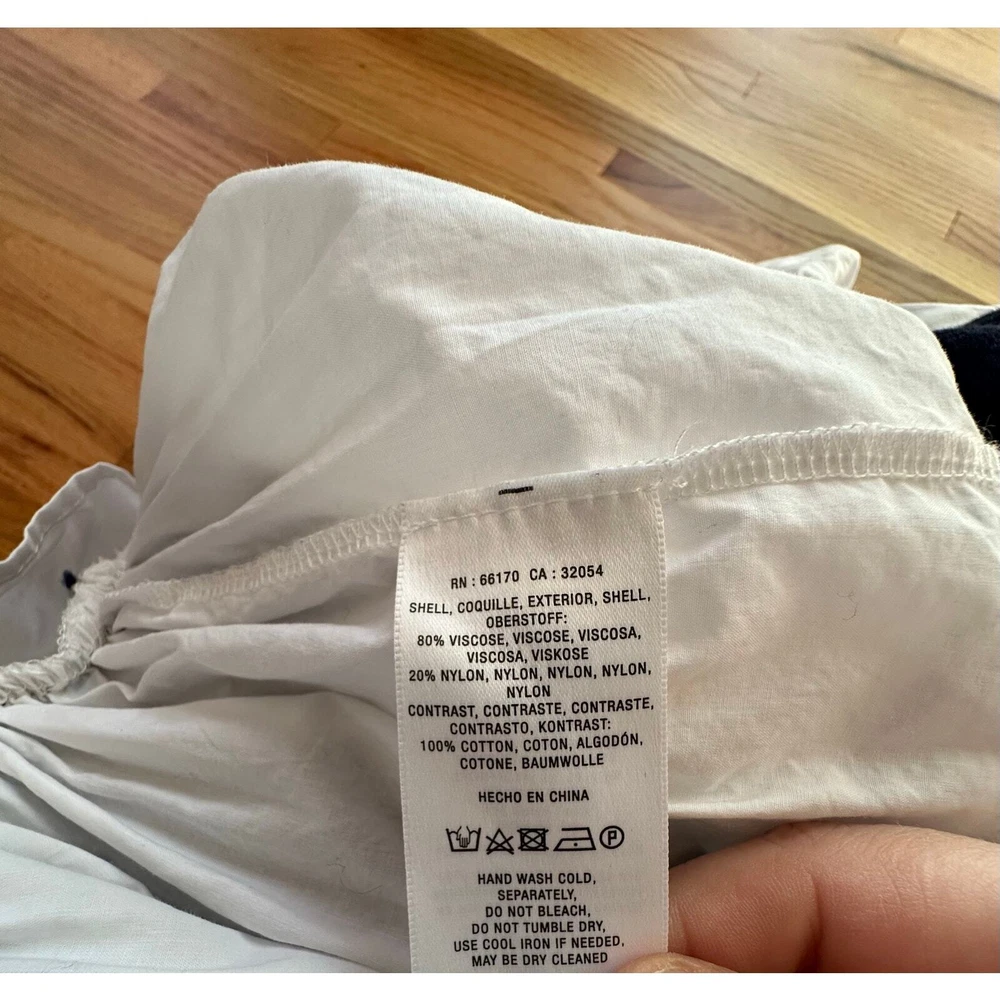 RN : 66170 CA : 32054
SHELL, COQUILLE, EXTERIOR, SHELL,
OBERSTOFF:
80% VISCOSE, VISCOSE, VISCOSA,
VISCOSA, VISKOSE
20% NYLON, NYLON, NYLON, NYLON,
NYLON
CONTRAST, CONTRASTE, CONTRASTE,
CONTRASTO, KONTRAST:
100% COTTON, COTON, ALGODÓN,
COTONE, BAUMWOLLE
HECHO EN CHINA
P
HAND WASH COLD,
SEPARATELY,
DO NOT BLEACH,
DO NOT TUMBLE DRY,
USE COOL IRON IF NEEDED,
MAY BE DRY CLEANED